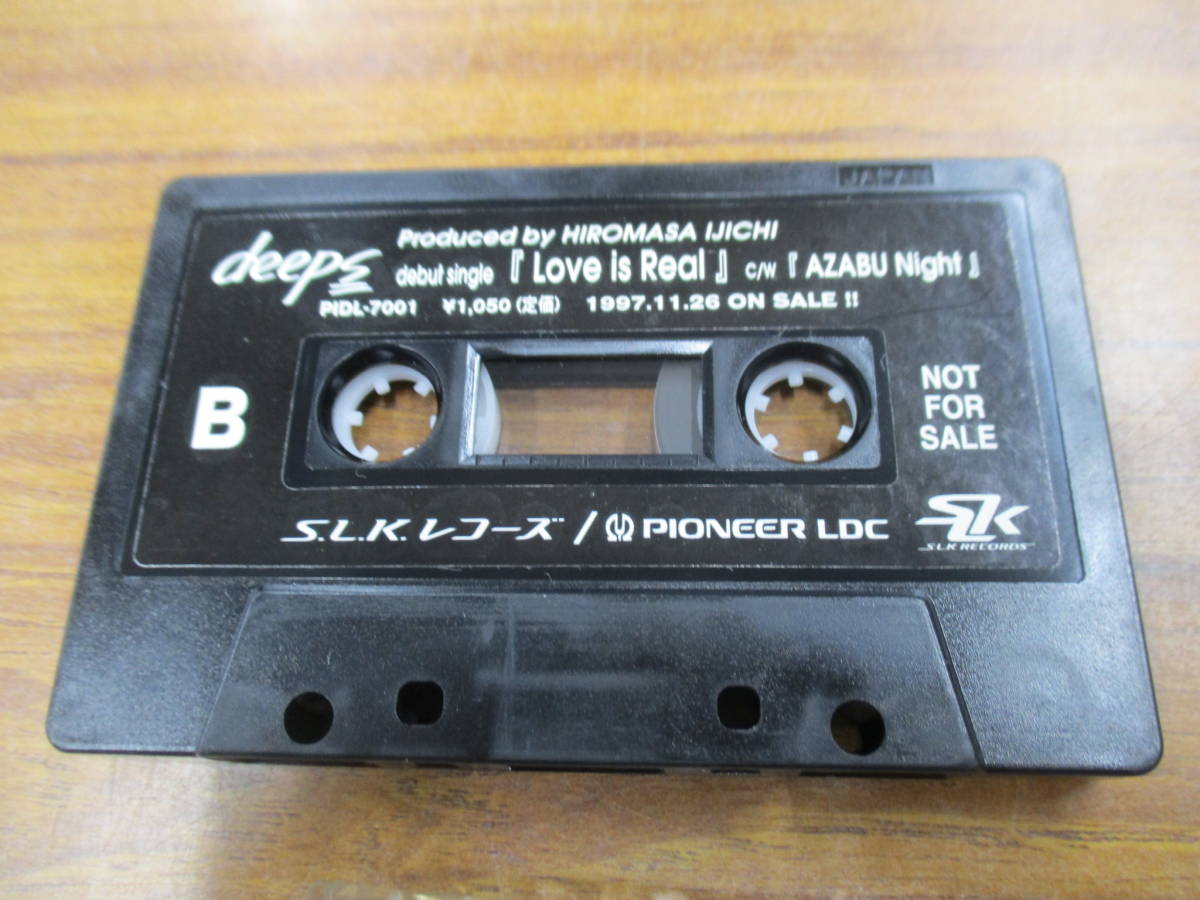 JAPAN
Produced by HIROMASA IJICHI
deeps debut single 『Love is Real』 c/w 『AZABU Night』
PIDL-7001 ¥1,050(定価) 1997.11.26 ON SALE !!
B
NOT
FOR
SALE
S.L.K.レコーズ / PIONEER LDC
SLK
S.L.K RECORDS